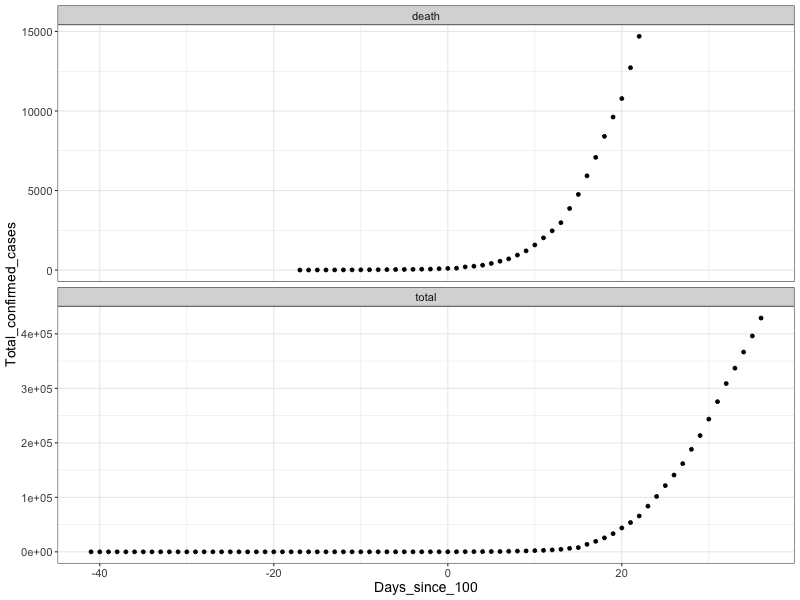 death
15000
10000
5000
0
Total_confirmed_cases
total
4e+05
3e+05
2e+05
1e+05
0e+00
-40
-20
0
20
Days_since_100